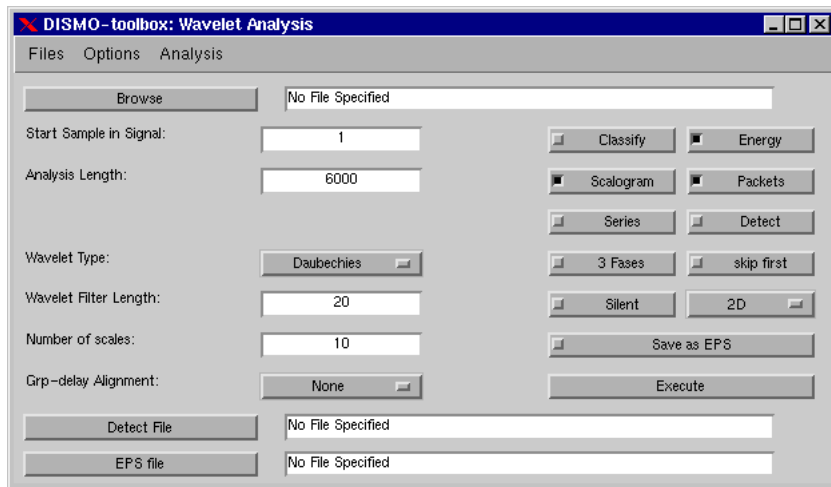 DISMO-toolbox: Wavelet Analysis
Files Options Analysis
Browse No File Specified
Start Sample in Signal: 1 Classify Energy
Analysis Length: 6000 Scalogram Packets
Series Detect
Wavelet Type: Daubechies 3 Fases skip first
Wavelet Filter Length: 20 Silent 2D
Number of scales: 10 Save as EPS
Grp-delay Alignment: None Execute
Detect File No File Specified
EPS file No File Specified